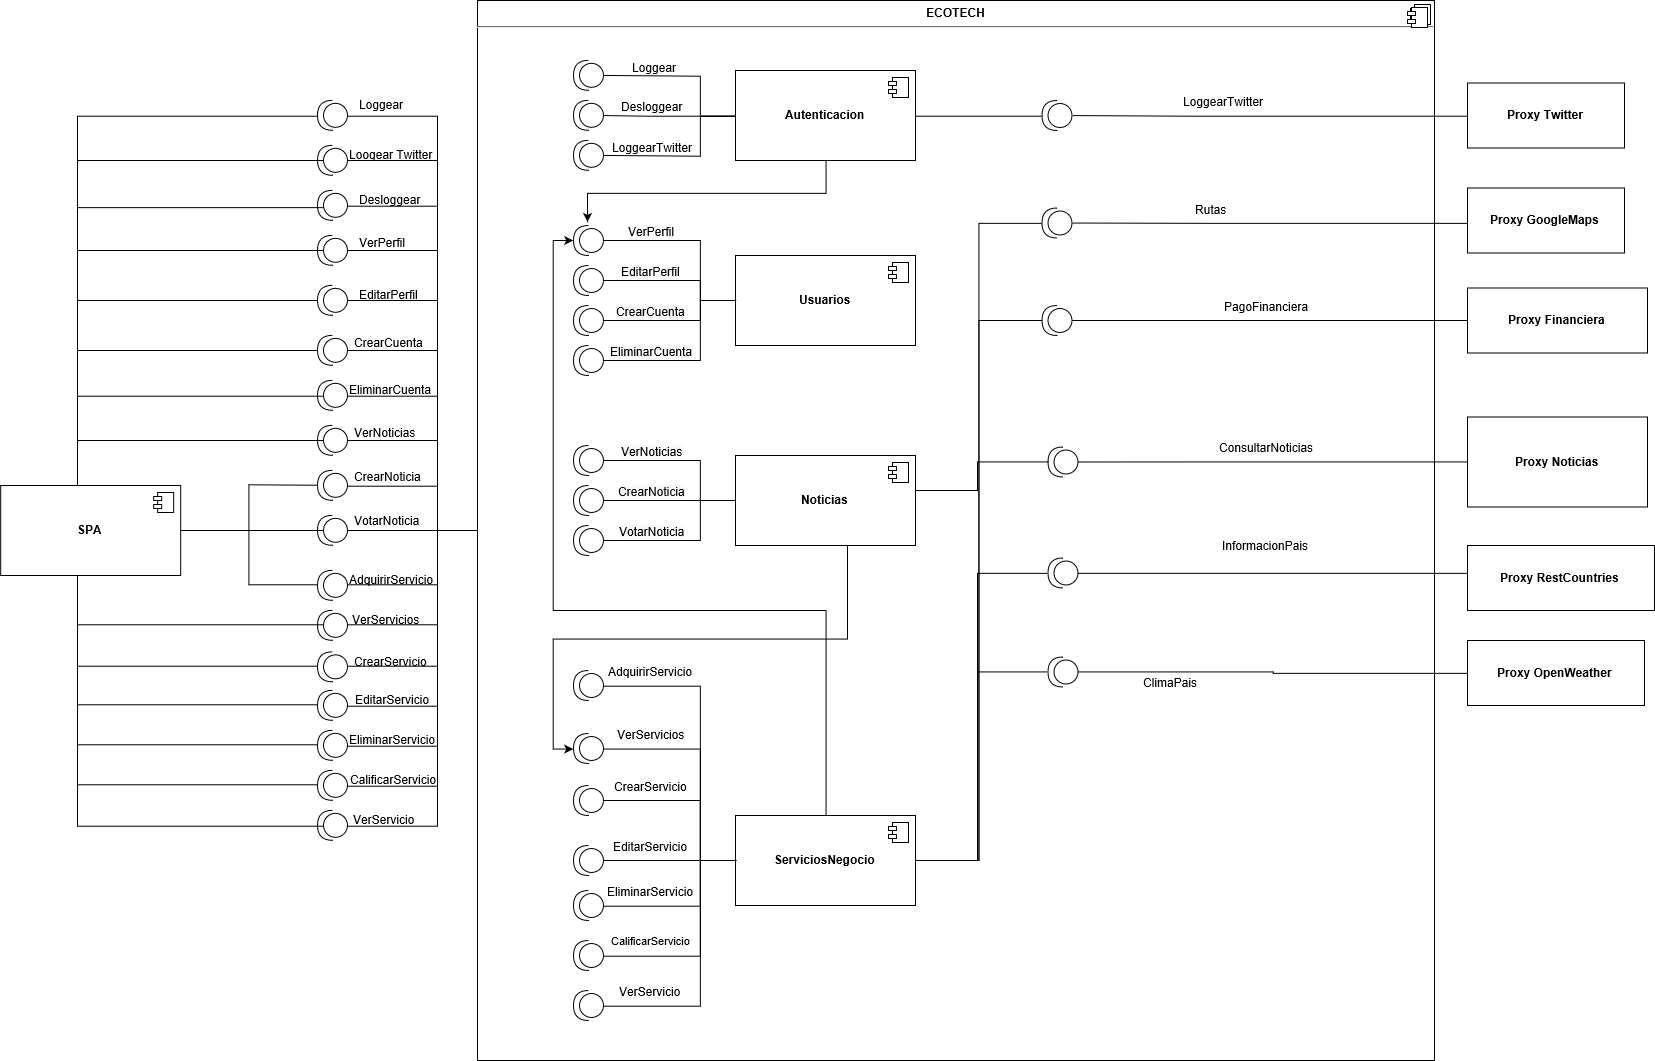 ECOTECH
SPA
Loggear
Loogear Twitter
Desloggear
VerPerfil
EditarPerfil
CrearCuenta
EliminarCuenta
VerNoticias
CrearNoticia
VotarNoticia
AdquirirServicio
VerServicios
CrearServicio
EditarServicio
EliminarServicio
CalificarServicio
VerServicio
Loggear
Desloggear
LoggearTwitter
Autenticacion
VerPerfil
EditarPerfil
CrearCuenta
EliminarCuenta
Usuarios
VerNoticias
CrearNoticia
VotarNoticia
Noticias
AdquirirServicio
VerServicios
CrearServicio
EditarServicio
EliminarServicio
CalificarServicio
VerServicio
ServiciosNegocio
LoggearTwitter
Proxy Twitter
Rutas
Proxy GoogleMaps
PagoFinanciera
Proxy Financiera
ConsultarNoticias
Proxy Noticias
InformacionPais
Proxy RestCountries
ClimaPais
Proxy OpenWeather